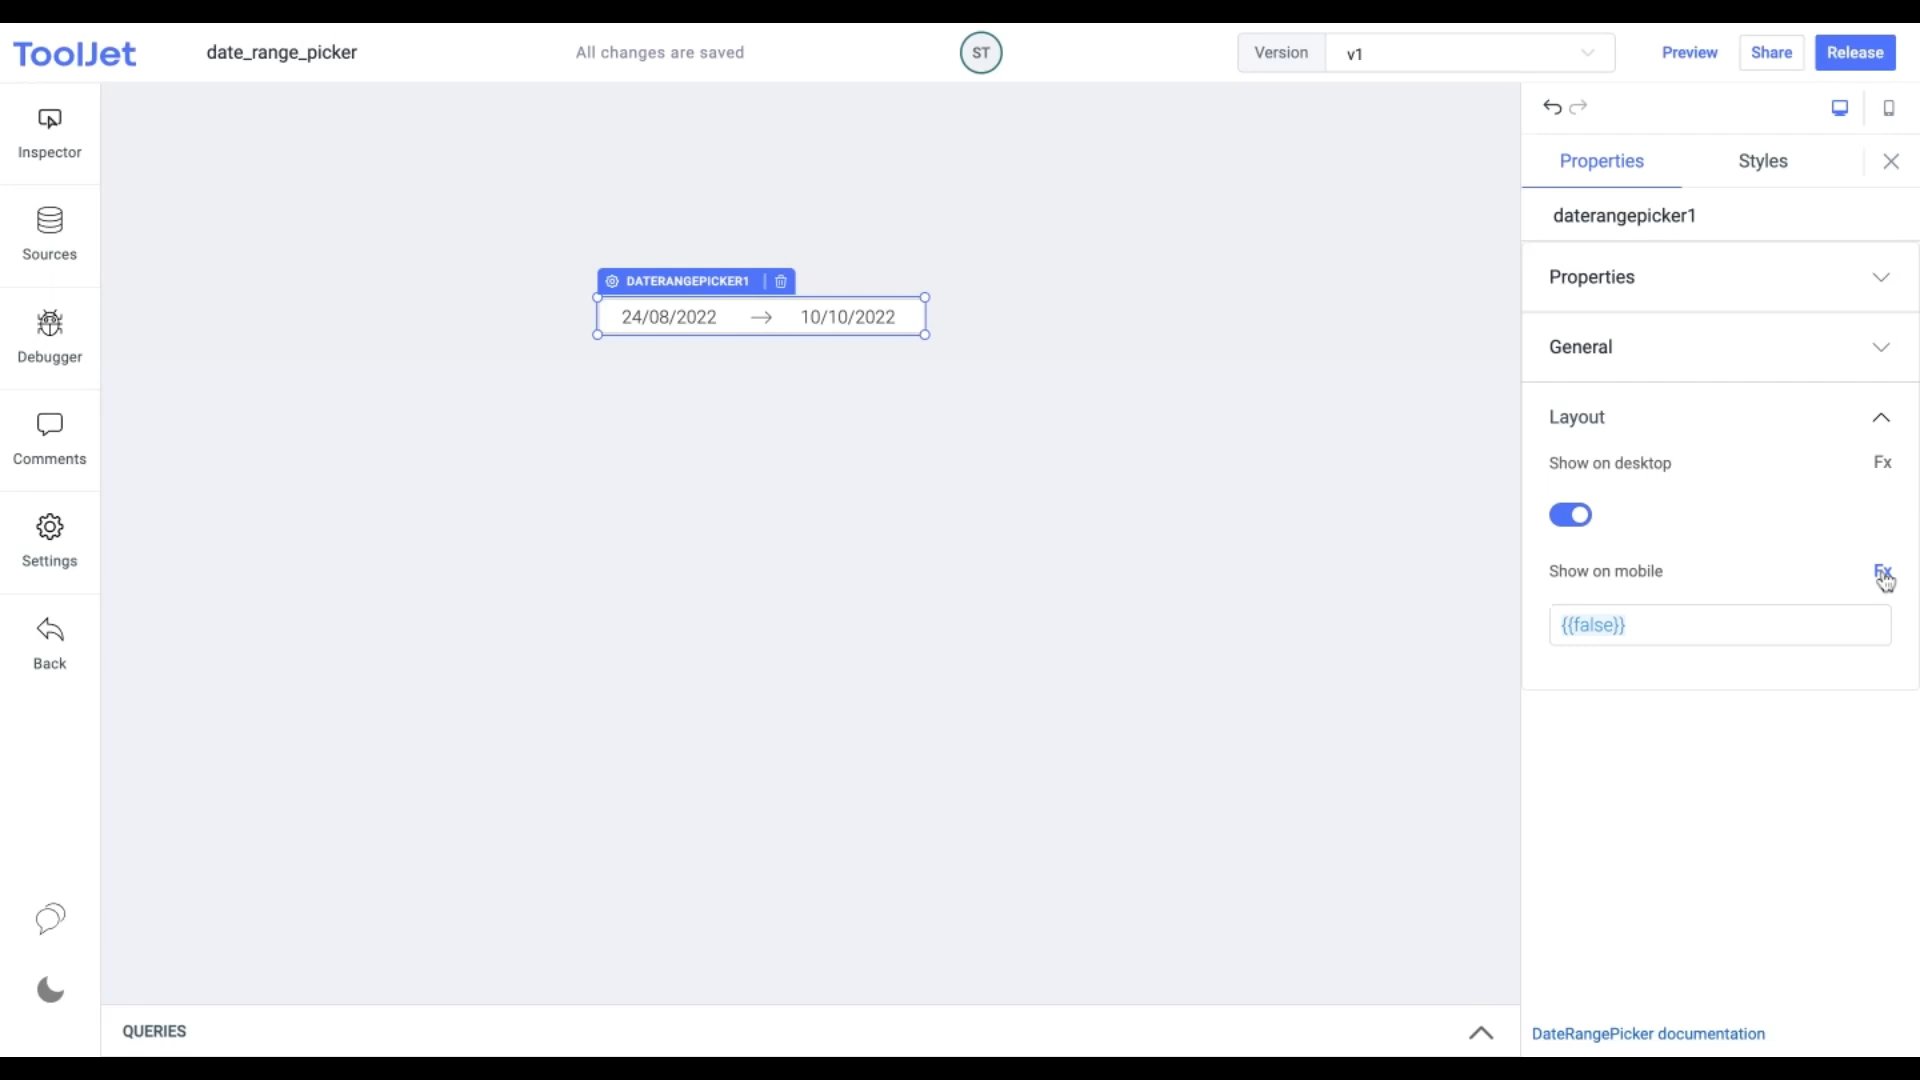 ToolJet
date_range_picker
All changes are saved
ST
Version
v1
Preview
Share
Release
Inspector
Sources
Debugger
Comments
Settings
Back
DATERANGEPICKER1
24/08/2022 → 10/10/2022
Properties
Styles
daterangepicker1
Properties
General
Layout
Show on desktop
Fx
Show on mobile
Fx
{{false}}
QUERIES
DateRangePicker documentation